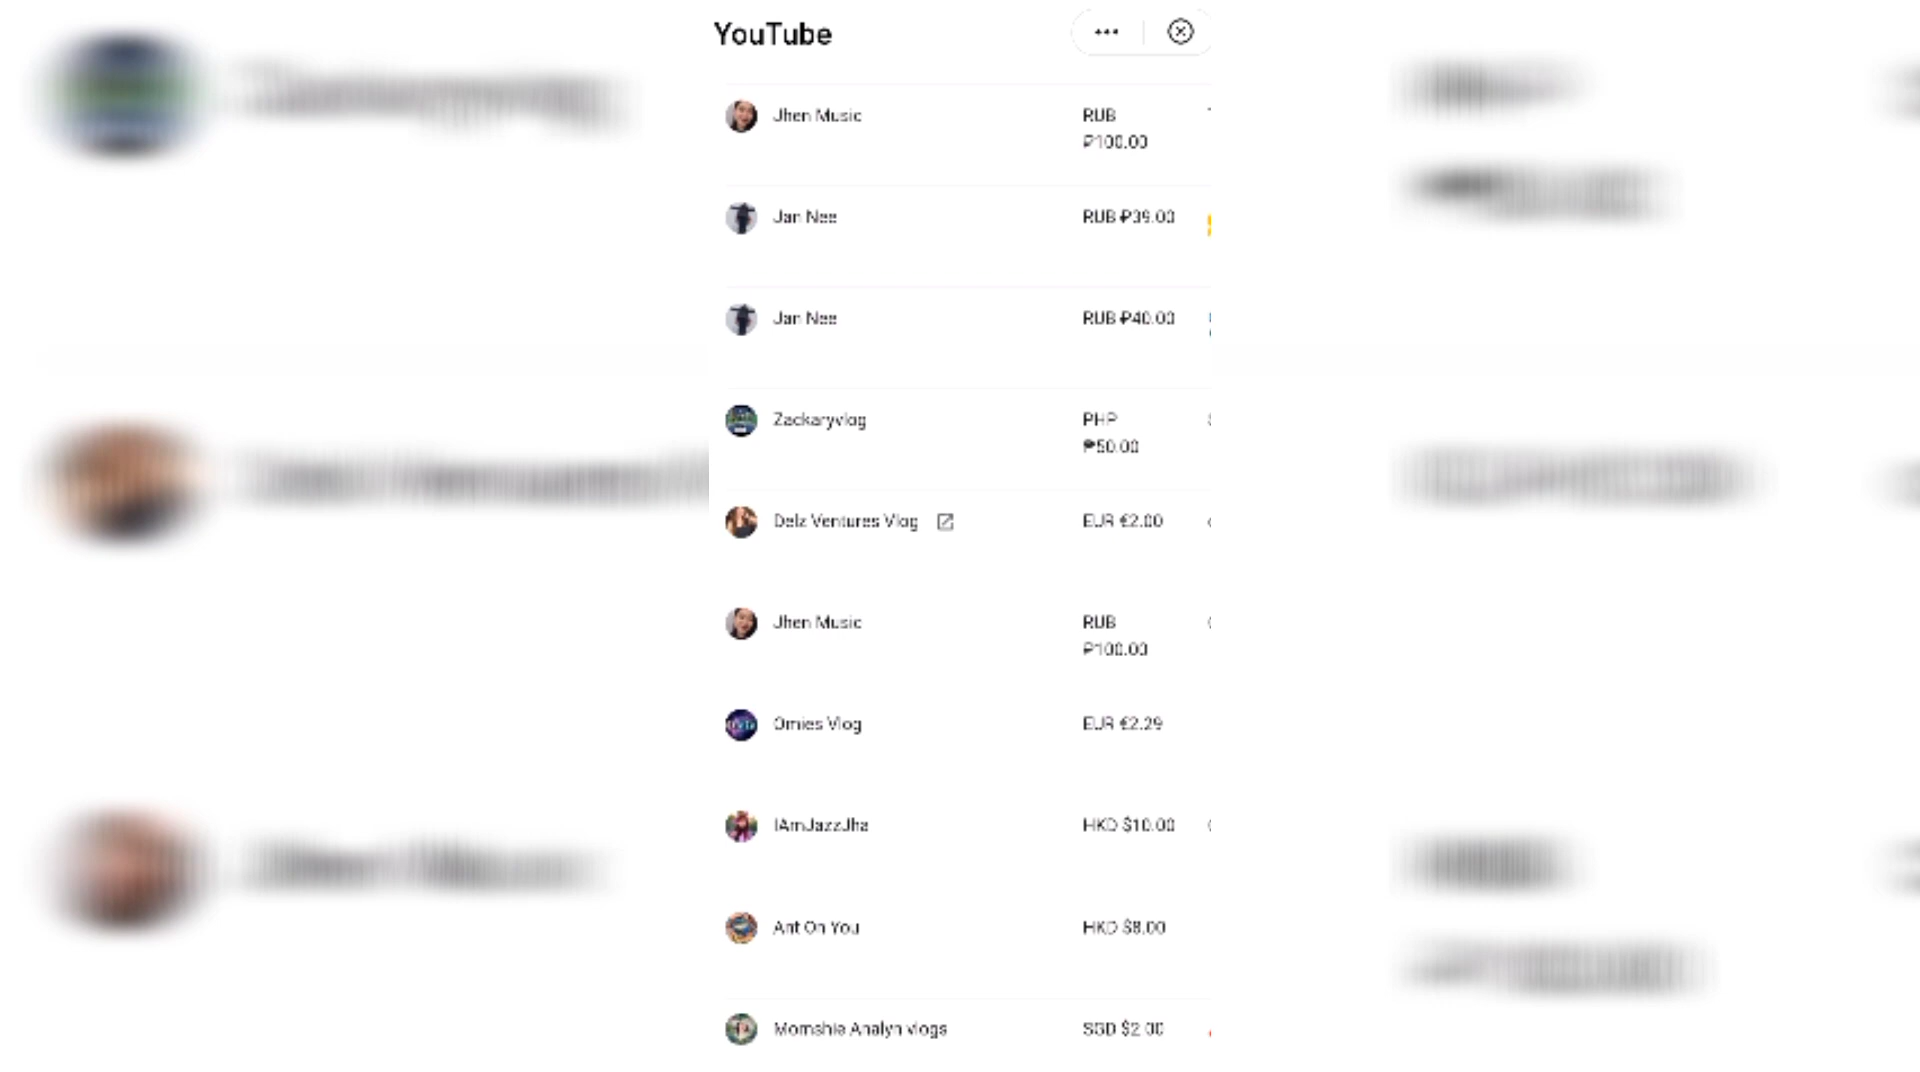 YouTube
Jhen Music
RUB
₽100.00
Jan Nee
RUB ₽39.00
Jan Nee
RUB ₽40.00
Zackaryvlog
PHP
₱50.00
Delz Ventures Vlog
EUR €2.00
Jhen Music
RUB
₽100.00
Omies Vlog
EUR €2.29
IAmJazzJha
HKD $10.00
Ant On You
HKD $8.00
Momshie Analyn vlogs
SGD $2.00